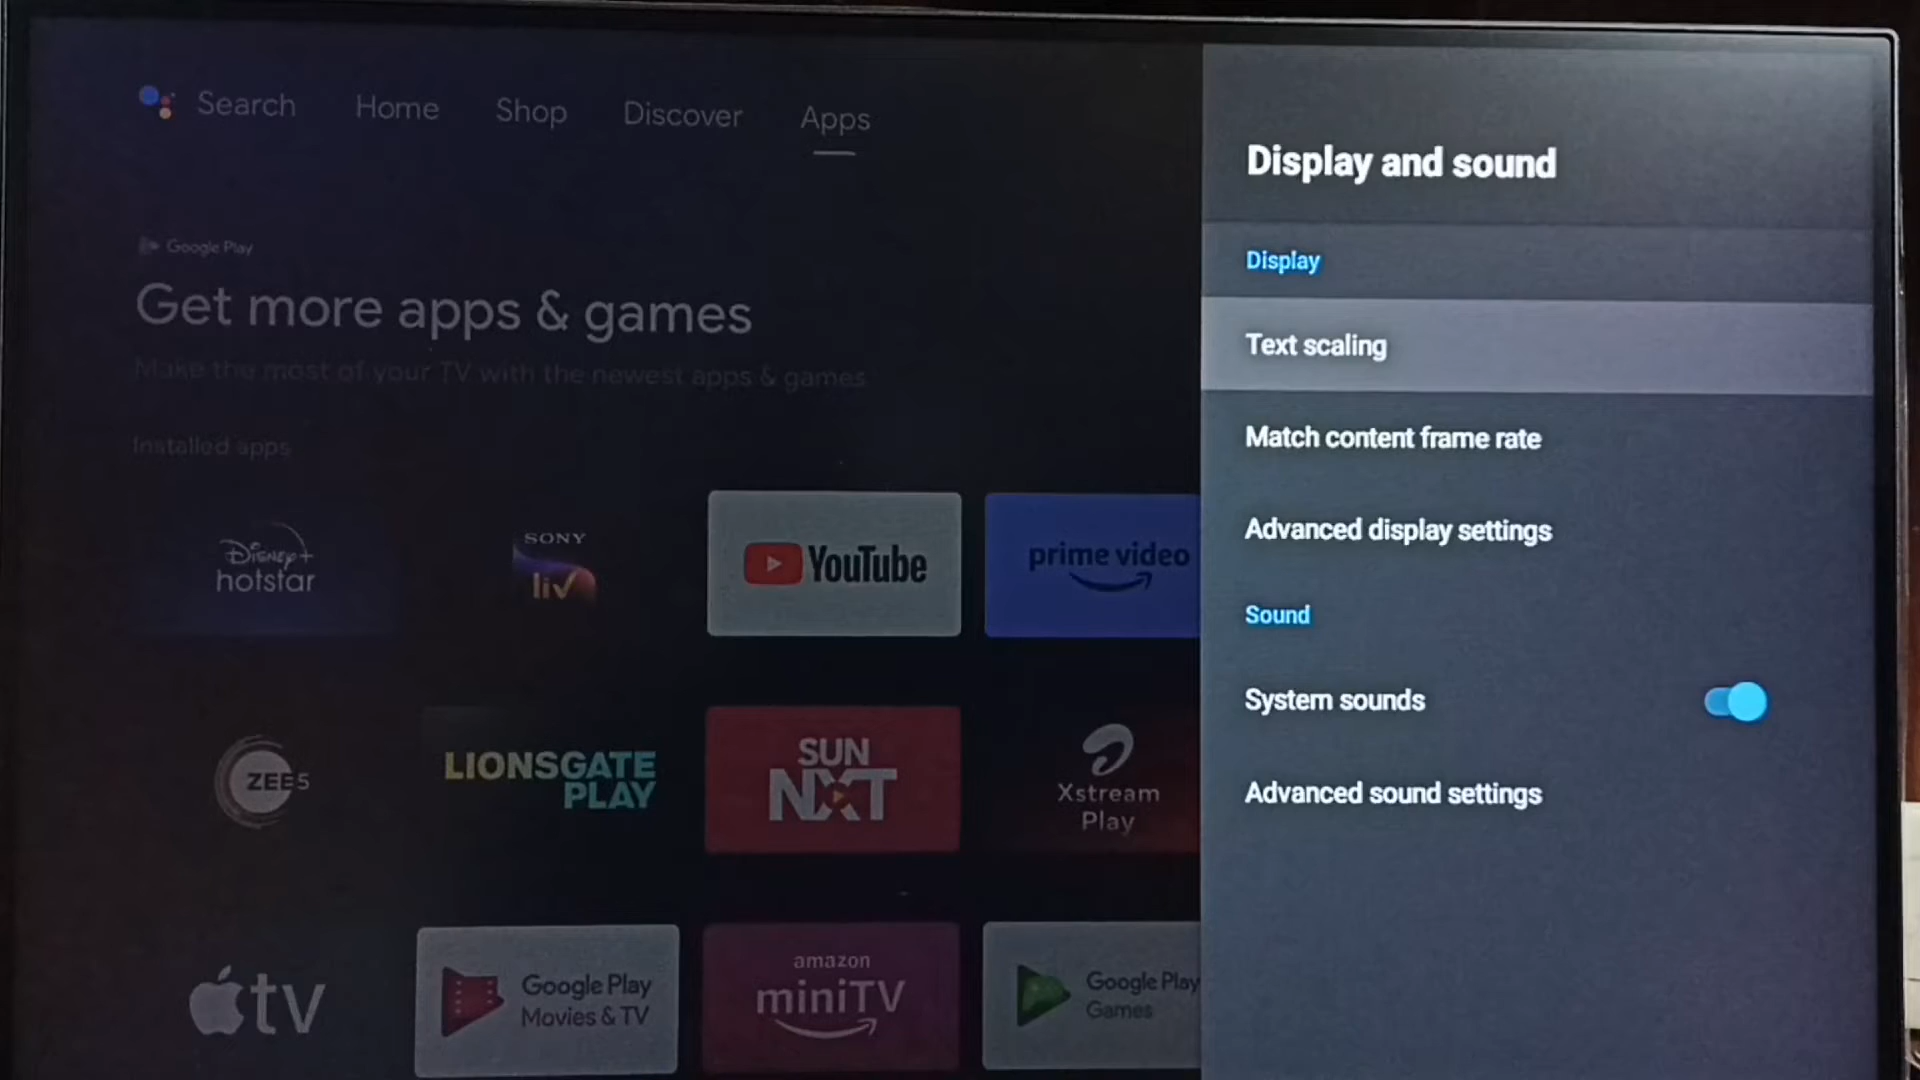 Search
Home
Shop
Discover
Apps
Google Play
Get more apps & games
Make the most of your TV with the newest apps & games
Installed apps
Disney+
hotstar
SONY
liv
YouTube
prime video
ZEE5
LIONSGATE
PLAY
SUN
NXT
Xstream
Play
tv
Google Play
Movies & TV
amazon
miniTV
Google Play
Games
Display and sound
Display
Text scaling
Match content frame rate
Advanced display settings
Sound
System sounds
Advanced sound settings